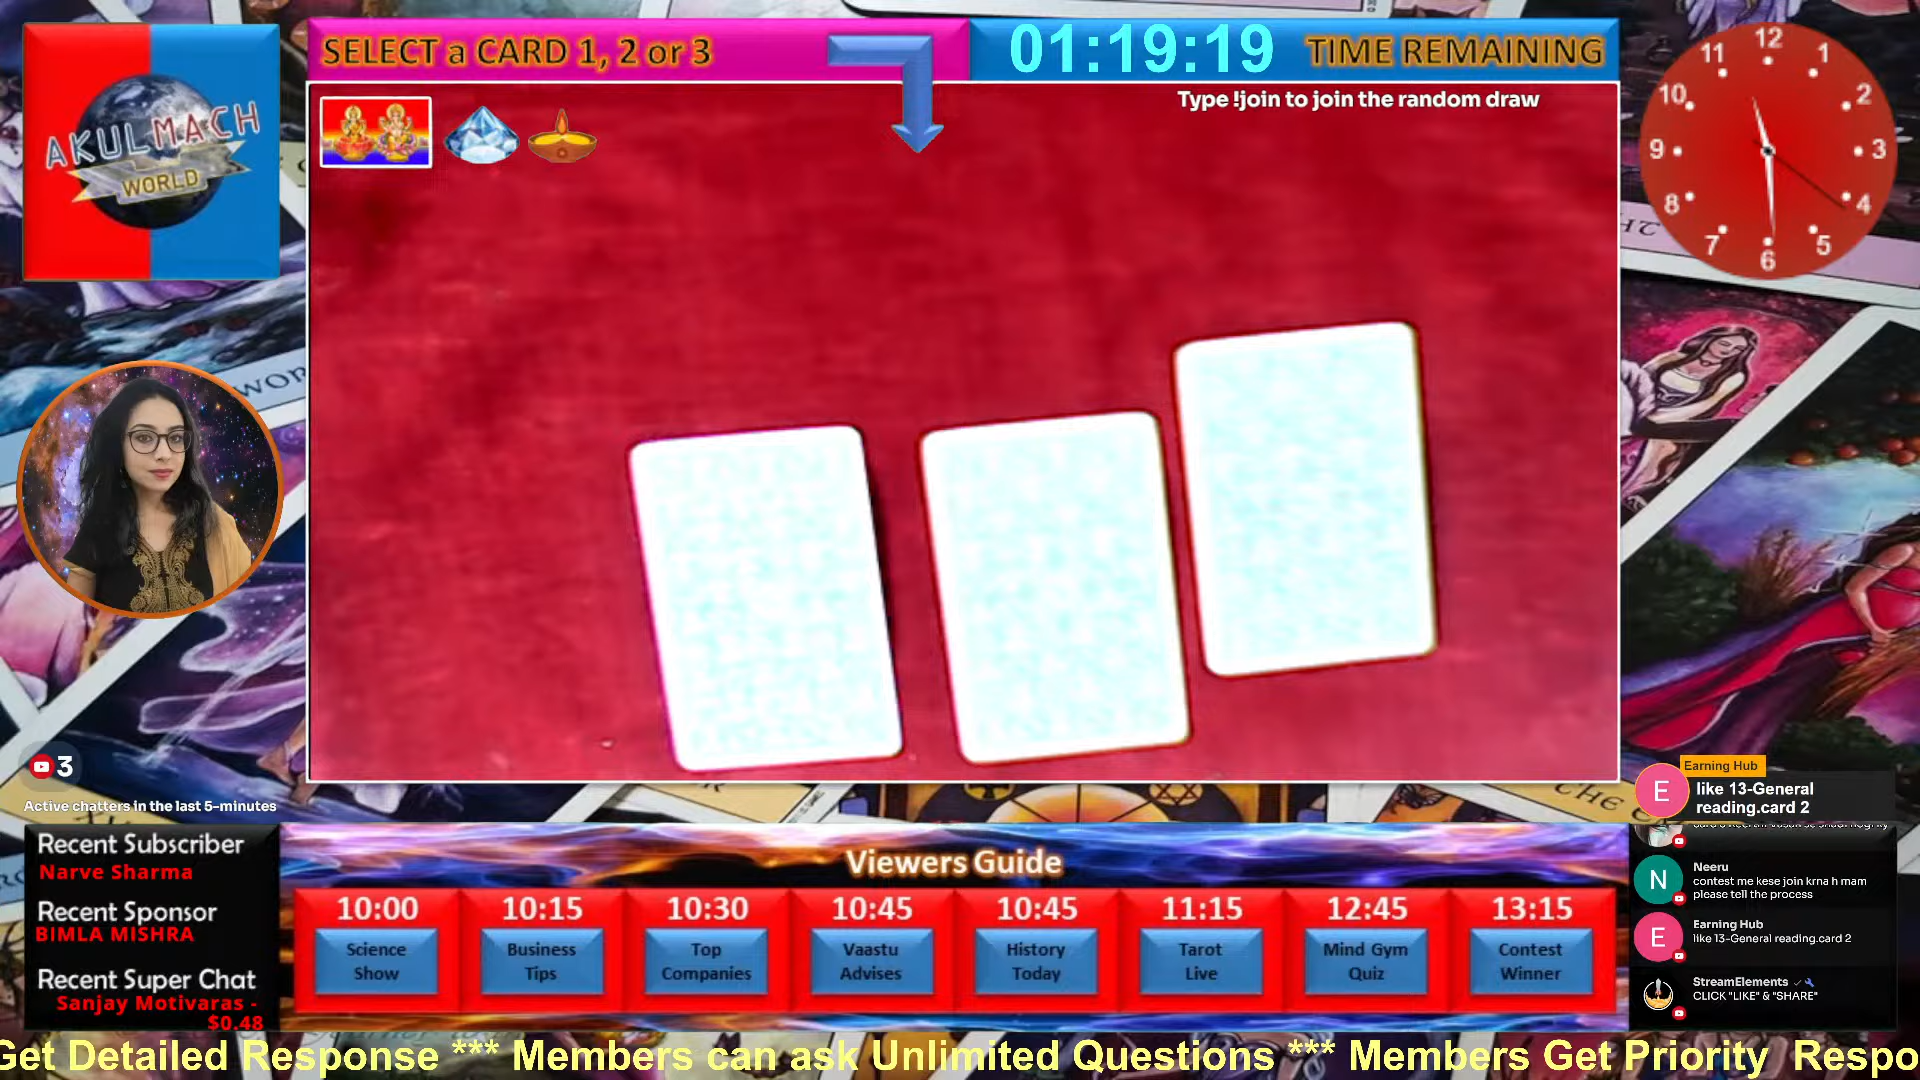 SELECT a CARD 1, 2 or 3
01:19:19 TIME REMAINING
Type !join to join the random draw
AKULMACH
WORLD
12
1
2
3
4
5
6
7
8
9
10
11
3
Active chatters in the last 5-minutes
Recent Subscriber
Narve Sharma
Recent Sponsor
BIMLA MISHRA
Recent Super Chat
Sanjay Motivaras -
$0.48
Viewers Guide
10:00
Science
Show
10:15
Business
Tips
10:30
Top
Companies
10:45
Vaastu
Advises
10:45
History
Today
11:15
Tarot
Live
12:45
Mind Gym
Quiz
13:15
Contest
Winner
Earning Hub
E
like 13-General
reading.card 2
N
Neeru
contest me kese join krna h mam
please tell the process
E
Earning Hub
like 13-General reading.card 2
StreamElements
CLICK "LIKE" & "SHARE"
Get Detailed Response *** Members can ask Unlimited Questions *** Members Get Priority Respo